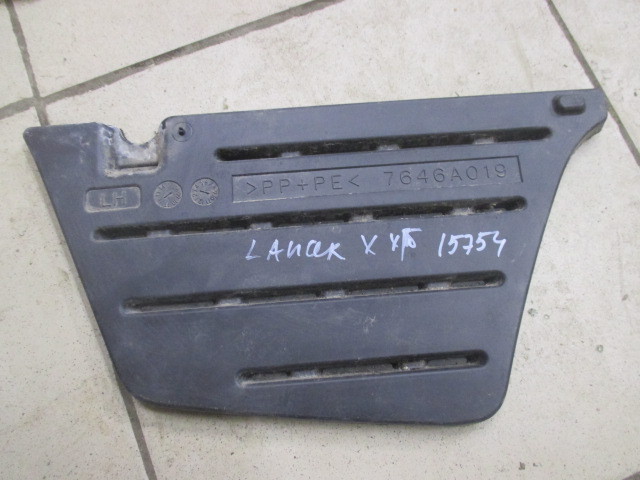 >PP+PE< 7646A019
LH
LANCER X х/б 15754